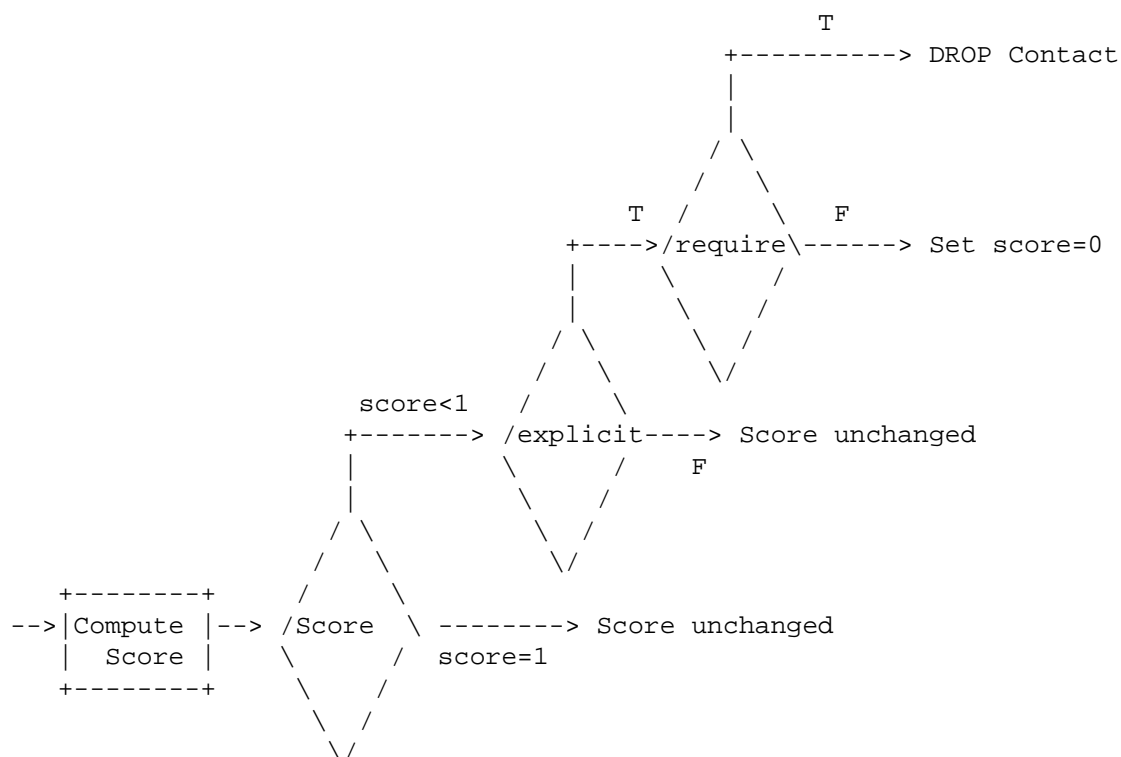 T
+----------> DROP Contact
|
|
/ \
/ \
T / \ F
+---->/require\------> Set score=0
| \ /
| \ /
/ \ \ /
/ \ \/
score<1 / \
+-------> /explicit----> Score unchanged
| \ / F
| \ /
/ \ \ /
/ \ \/
+--------+ / \
-->|Compute |--> /Score \ --------> Score unchanged
| Score | \ / score=1
+--------+ \ /
\ /
\/